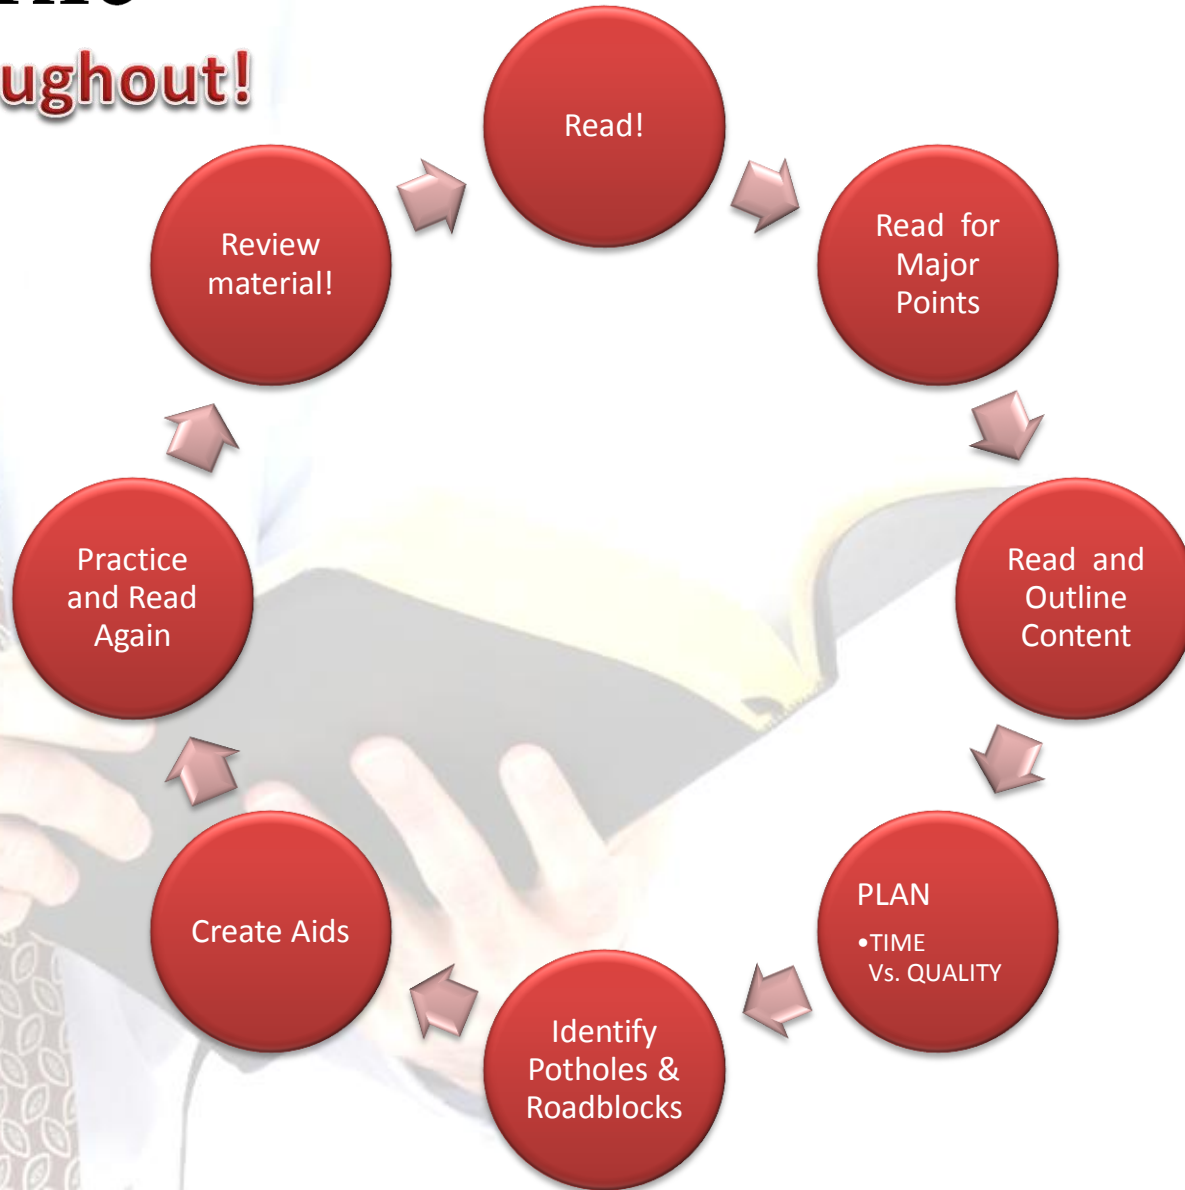 ughout!
Read!
Read for
Major
Points
Read and
Outline
Content
PLAN
•TIME
Vs. QUALITY
Identify
Potholes &
Roadblocks
Create Aids
Practice
and Read
Again
Review
material!